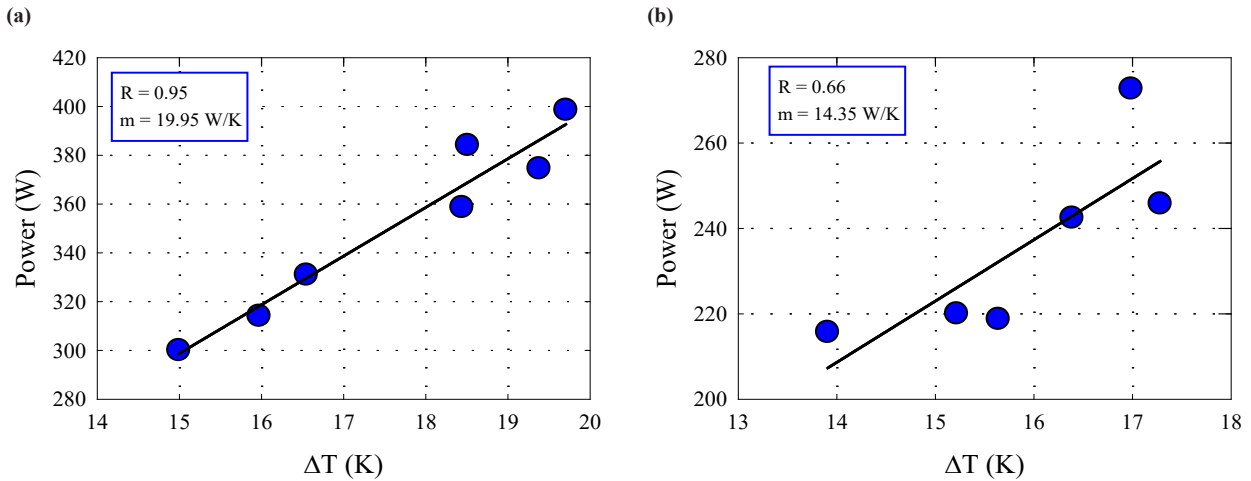 (a)
420
400
380
360
340
320
300
280
Power (W)
R = 0.95
m = 19.95 W/K
14 15 16 17 18 19 20
ΔT (K)
(b)
280
260
240
220
200
Power (W)
R = 0.66
m = 14.35 W/K
13 14 15 16 17 18
ΔT (K)